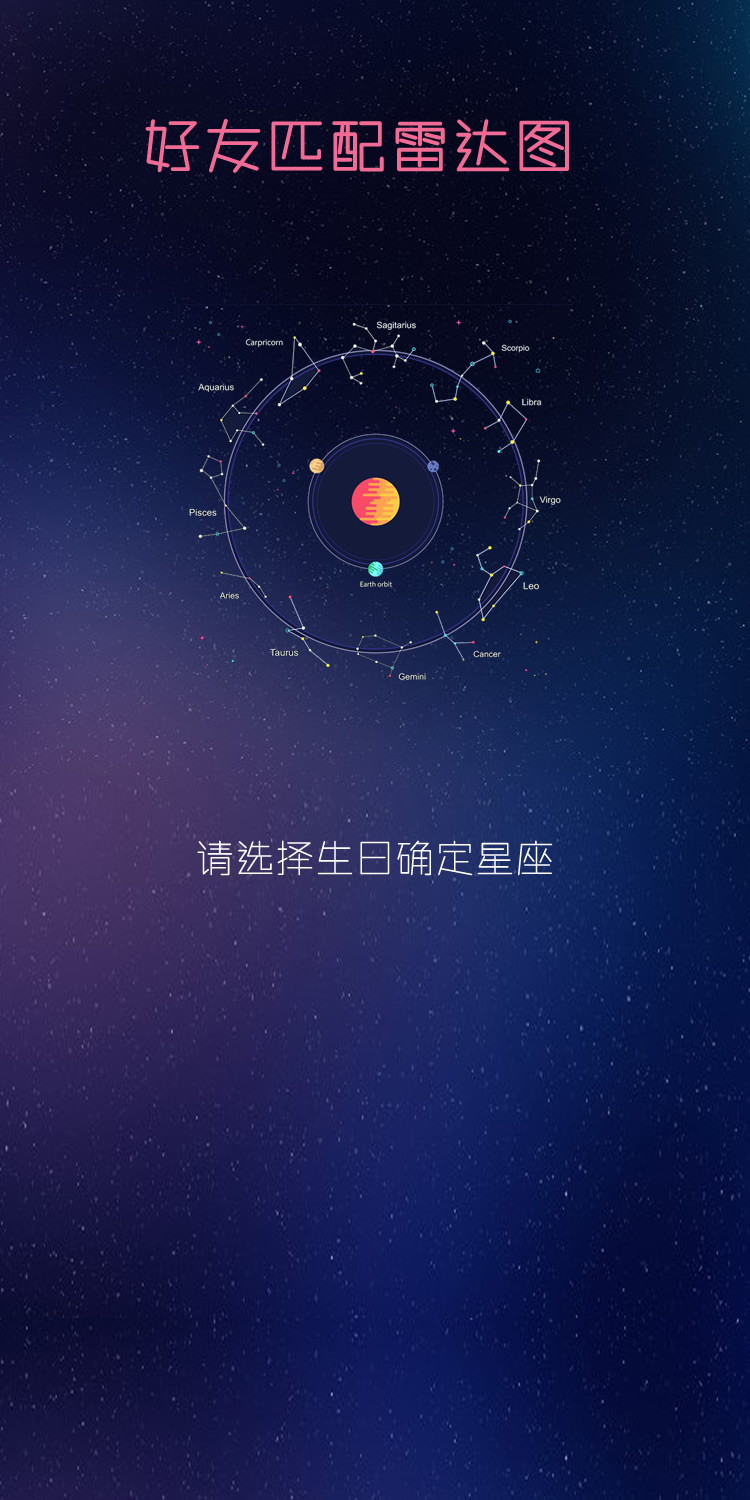 好友匹配雷达图
Sagitarius
Carpricorn
Scorpio
Aquarius
Libra
Virgo
Pisces
Earth orbit
Leo
Aries
Taurus
Cancer
Gemini
请选择生日确定星座